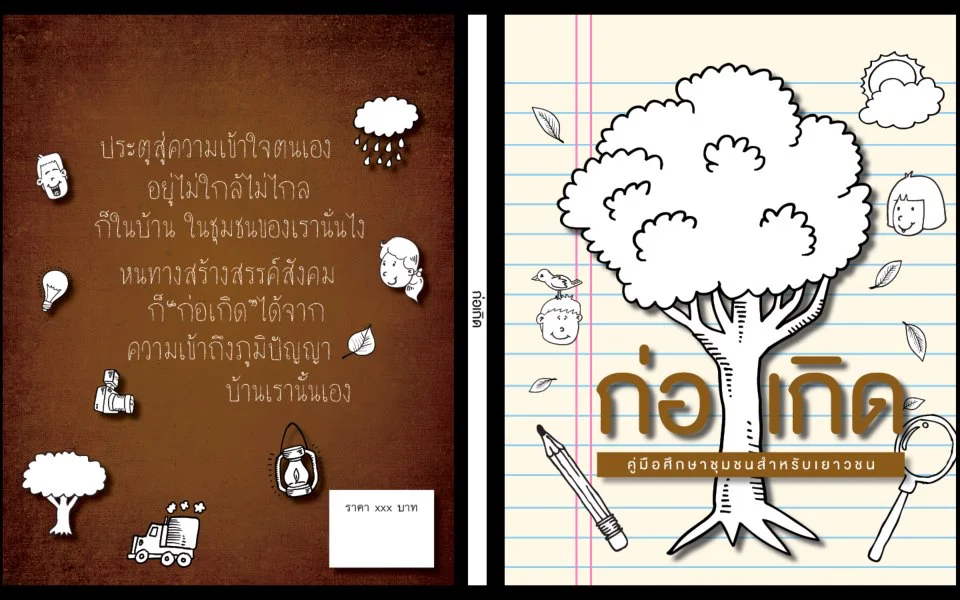 ประตูสู่ความเข้าใจตนเอง
อยู่ไม่ใกล้ไม่ไกล
ก็ในบ้าน ในชุมชนของเรานั่นไง
หนทางสร้างสรรค์สังคม
ก็“ก่อเกิด”ได้จาก
ความเข้าถึงภูมิปัญญา
บ้านเรานั้นเอง
ราคา xxx บาท
ก่อเกิด
ก่อเกิด
คู่มือศึกษาชุมชนสำหรับเยาวชน